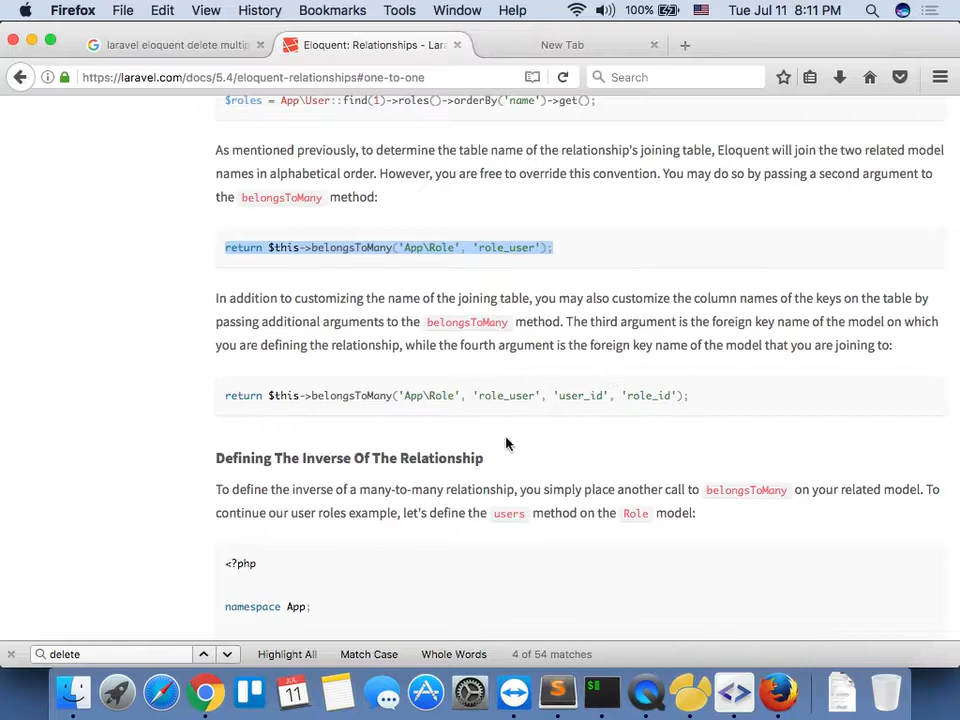 Firefox File Edit View History Bookmarks Tools Window Help 100% Tue Jul 11 8:11 PM
laravel eloquent delete multip Eloquent: Relationships - Lara New Tab
https://laravel.com/docs/5.4/eloquent-relationships#one-to-one Search
$roles = App\User::find(1)->roles()->orderBy('name')->get();
As mentioned previously, to determine the table name of the relationship's joining table, Eloquent will join the two related model
names in alphabetical order. However, you are free to override this convention. You may do so by passing a second argument to
the belongsToMany method:
return $this->belongsToMany('App\Role', 'role_user');
In addition to customizing the name of the joining table, you may also customize the column names of the keys on the table by
passing additional arguments to the belongsToMany method. The third argument is the foreign key name of the model on which
you are defining the relationship, while the fourth argument is the foreign key name of the model that you are joining to:
return $this->belongsToMany('App\Role', 'role_user', 'user_id', 'role_id');
Defining The Inverse Of The Relationship
To define the inverse of a many-to-many relationship, you simply place another call to belongsToMany on your related model. To
continue our user roles example, let's define the users method on the Role model:
<?php
namespace App;
delete Highlight All Match Case Whole Words 4 of 54 matches
JUL
11